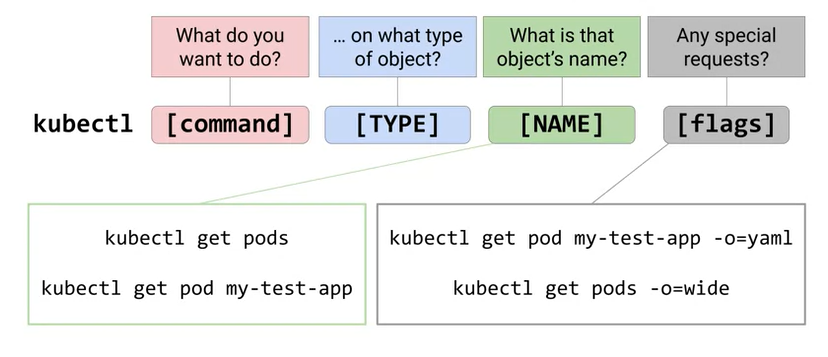 What do you
want to do?
… on what type
of object?
What is that
object's name?
Any special
requests?
kubectl [command] [TYPE] [NAME] [flags]
kubectl get pods
kubectl get pod my-test-app
kubectl get pod my-test-app -o=yaml
kubectl get pods -o=wide